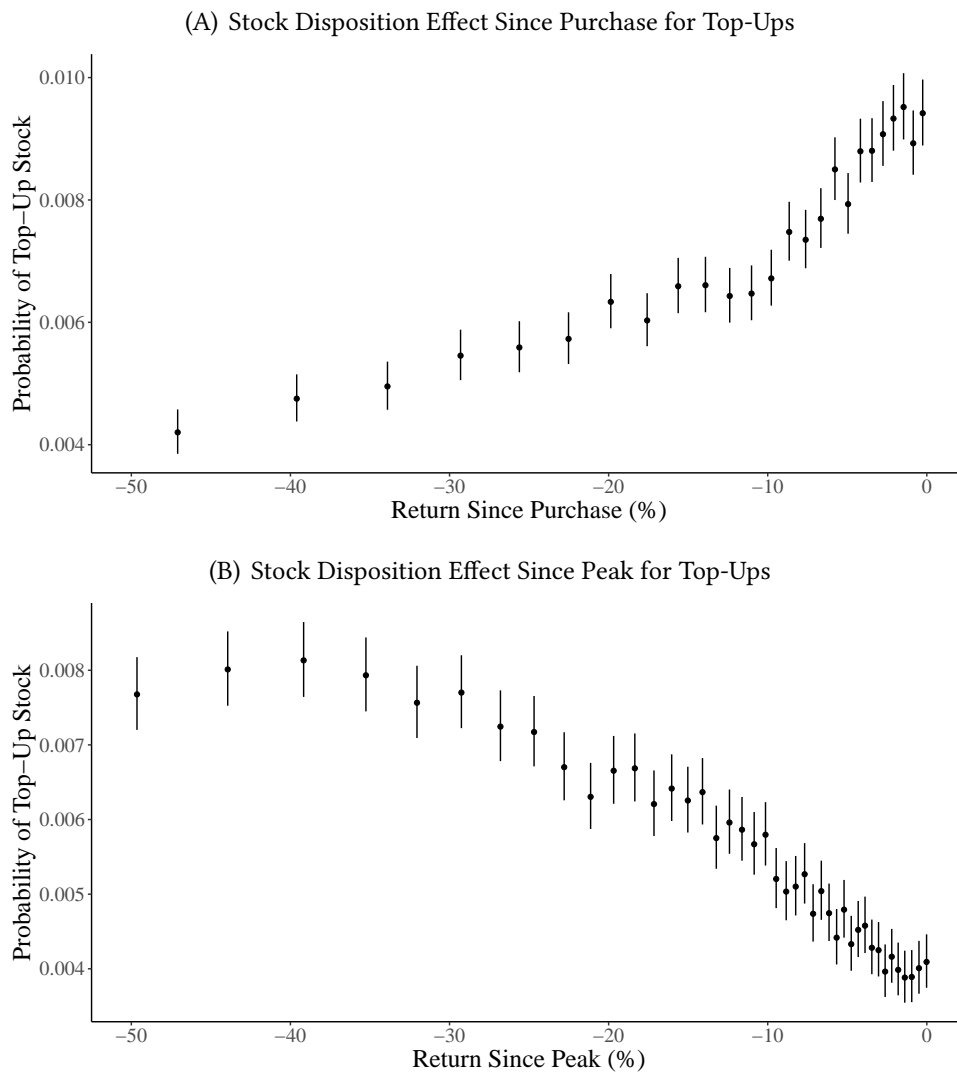 (A) Stock Disposition Effect Since Purchase for Top-Ups
Probability of Top−Up Stock
0.010
0.008
0.006
0.004
−50 −40 −30 −20 −10 0
Return Since Purchase (%)
(B) Stock Disposition Effect Since Peak for Top-Ups
Probability of Top−Up Stock
0.008
0.007
0.006
0.005
0.004
−50 −40 −30 −20 −10 0
Return Since Peak (%)